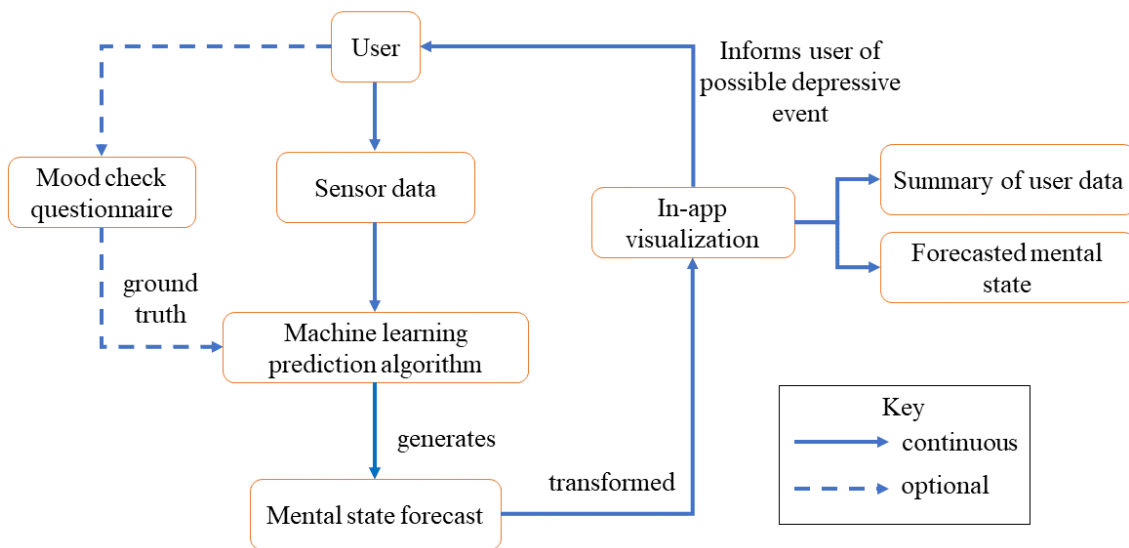 User
Informs user of
possible depressive
event
Mood check
questionnaire
Sensor data
In-app
visualization
Summary of user data
Forecasted mental
state
ground
truth
Machine learning
prediction algorithm
generates
transformed
Mental state forecast
Key
continuous
optional